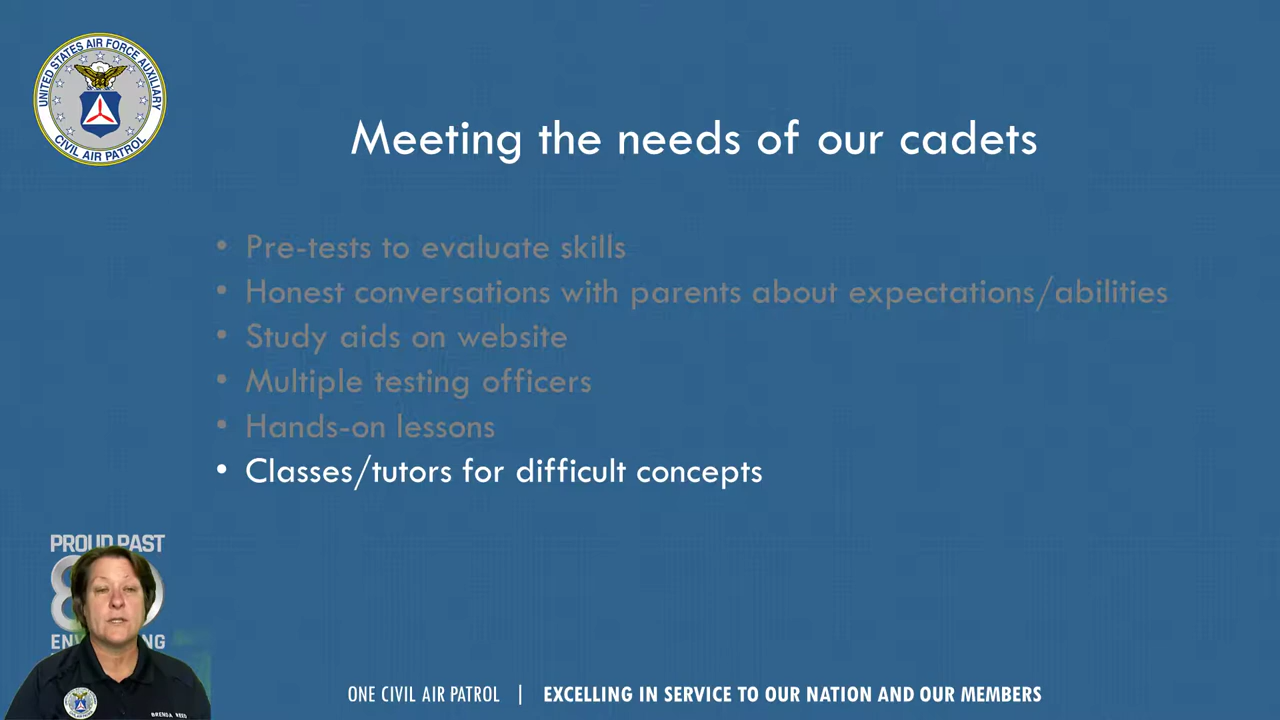 UNITED STATES AIR FORCE AUXILIARY
CIVIL AIR PATROL
Meeting the needs of our cadets
• Pre-tests to evaluate skills
• Honest conversations with parents about expectations/abilities
• Study aids on website
• Multiple testing officers
• Hands-on lessons
• Classes/tutors for difficult concepts
PROUD PAST
BRENDA REED
ONE CIVIL AIR PATROL | EXCELLING IN SERVICE TO OUR NATION AND OUR MEMBERS